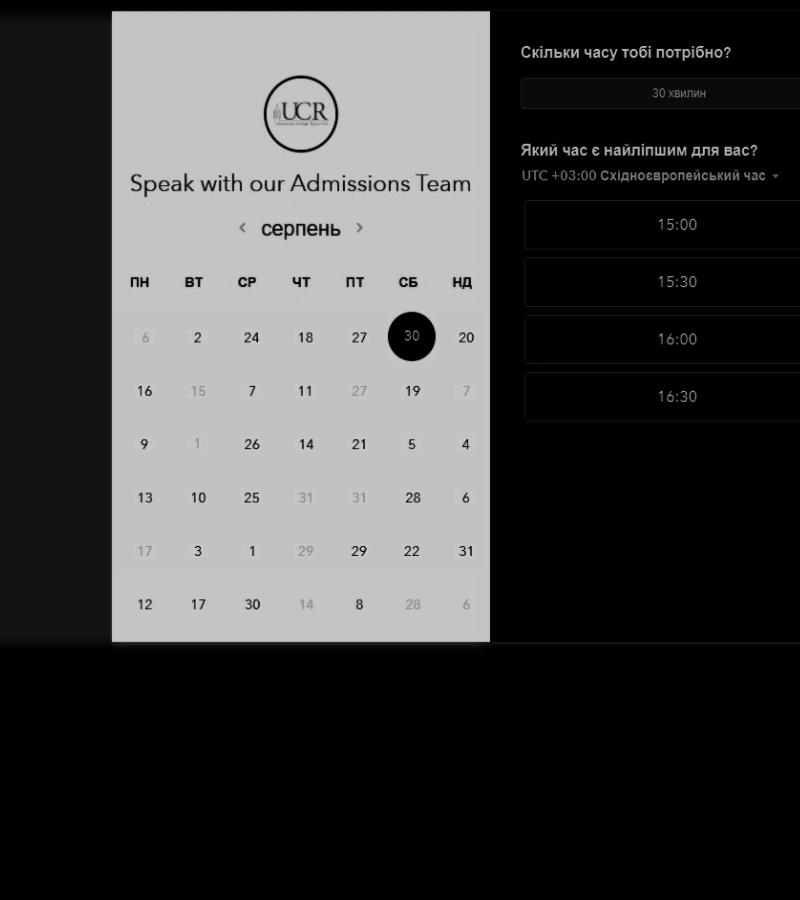 UCR
Speak with our Admissions Team
серпень
ПН ВТ СР ЧТ ПТ СБ НД
6 2 24 18 27 30 20
16 15 7 11 27 19 7
9 1 26 14 21 5 4
13 10 25 31 31 28 6
17 3 1 29 29 22 31
12 17 30 14 8 28 6
Скільки часу тобі потрібно?
30 хвилин
Який час є найліпшим для вас?
UTC +03:00 Східноєвропейський час
15:00
15:30
16:00
16:30